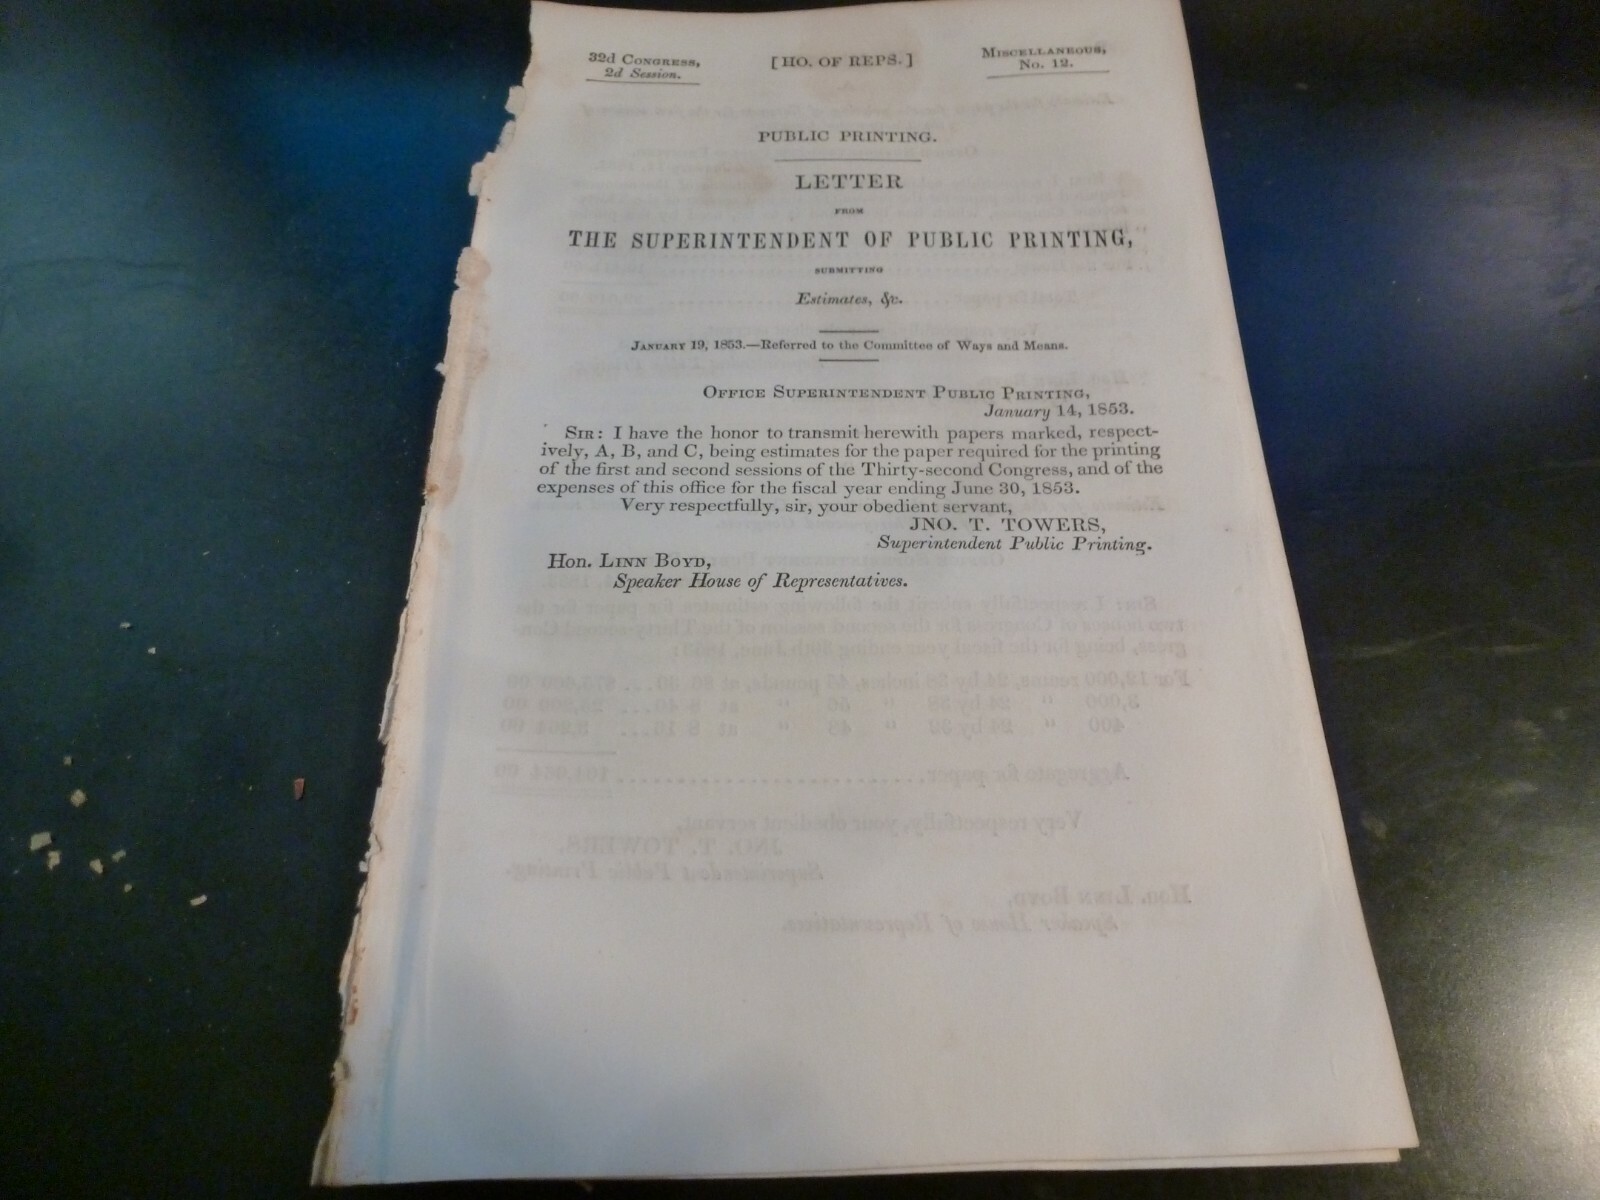 32d Congress,
2d Session.
[HO. OF REPS.]
Miscellaneous,
No. 12.
PUBLIC PRINTING.
LETTER
FROM
THE SUPERINTENDENT OF PUBLIC PRINTING,
SUBMITTING
Estimates, &c.
January 19, 1853.—Referred to the Committee of Ways and Means.
Office Superintendent Public Printing,
January 14, 1853.
Sir: I have the honor to transmit herewith papers marked, respect-
ively, A, B, and C, being estimates for the paper required for the printing
of the first and second sessions of the Thirty-second Congress, and of the
expenses of this office for the fiscal year ending June 30, 1853.
Very respectfully, sir, your obedient servant,
JNO. T. TOWERS,
Superintendent Public Printing.
Hon. Linn Boyd,
Speaker House of Representatives.